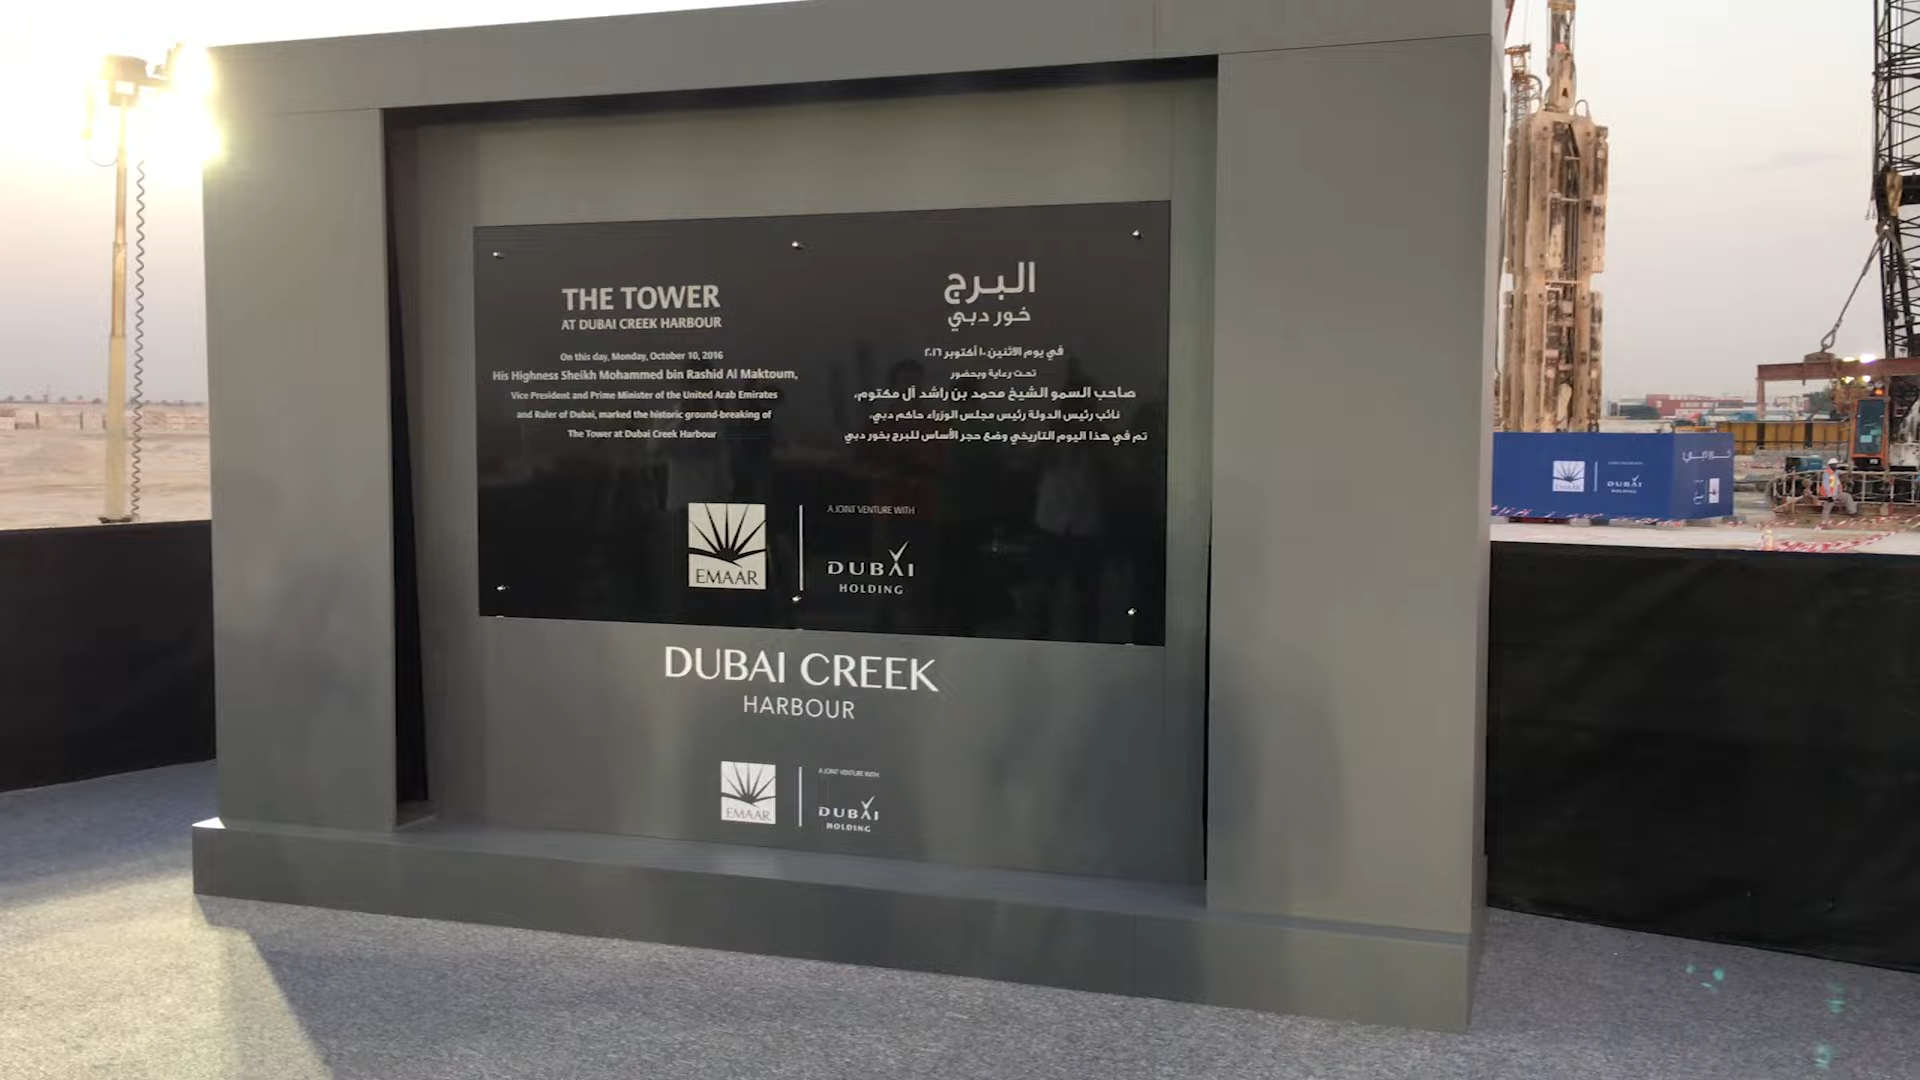 THE TOWER
AT DUBAI CREEK HARBOUR
On this day, Monday, October 10, 2016
His Highness Sheikh Mohammed bin Rashid Al Maktoum,
Vice President and Prime Minister of the United Arab Emirates
and Ruler of Dubai, marked the historic ground-breaking of
The Tower at Dubai Creek Harbour
البرج
خور دبي
في يوم الاثنين ١٠ أكتوبر ٢٠١٦
تحت رعاية وبحضور
صاحب السمو الشيخ محمد بن راشد آل مكتوم،
نائب رئيس الدولة رئيس مجلس الوزراء حاكم دبي،
تم في هذا اليوم التاريخي وضع حجر الأساس للبرج بخور دبي
EMAAR
A JOINT VENTURE WITH
DUBAI
HOLDING
DUBAI CREEK
HARBOUR
EMAAR
A JOINT VENTURE WITH
DUBAI
HOLDING
EMAAR
DUBAI
HOLDING
خور دبي